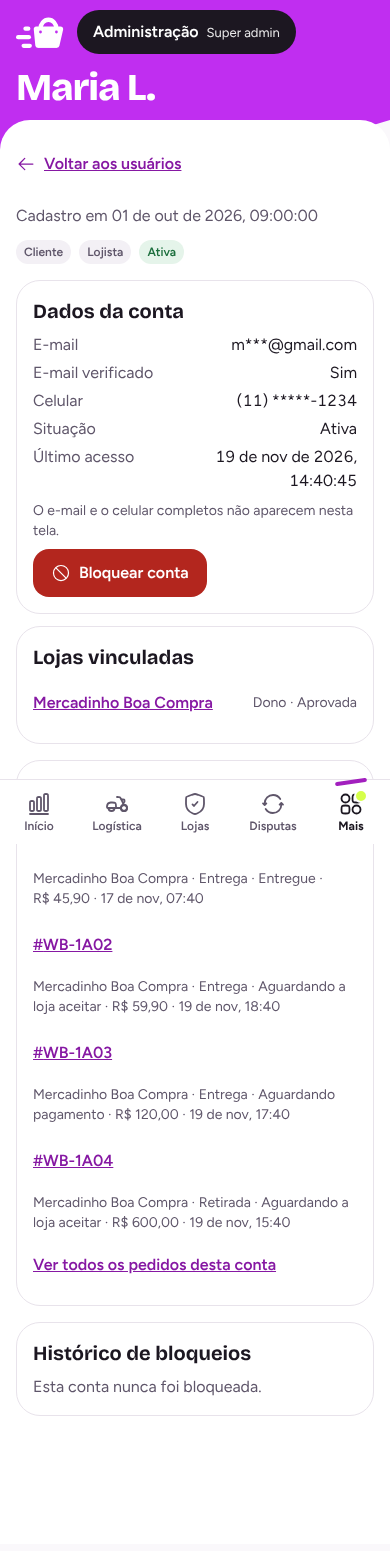 Administração Super admin
Maria L.
Voltar aos usuários
Cadastro em 01 de out de 2026, 09:00:00
Cliente Lojista Ativa
Dados da conta
E-mail m***@gmail.com
E-mail verificado Sim
Celular (11) *****-1234
Situação Ativa
Último acesso 19 de nov de 2026,
14:40:45
O e-mail e o celular completos não aparecem nesta
tela.
Bloquear conta
Lojas vinculadas
Mercadinho Boa Compra Dono · Aprovada
Início Logística Lojas Disputas Mais
Mercadinho Boa Compra · Entrega · Entregue ·
R$ 45,90 · 17 de nov, 07:40
#WB-1A02
Mercadinho Boa Compra · Entrega · Aguardando a
loja aceitar · R$ 59,90 · 19 de nov, 18:40
#WB-1A03
Mercadinho Boa Compra · Entrega · Aguardando
pagamento · R$ 120,00 · 19 de nov, 17:40
#WB-1A04
Mercadinho Boa Compra · Retirada · Aguardando a
loja aceitar · R$ 600,00 · 19 de nov, 15:40
Ver todos os pedidos desta conta
Histórico de bloqueios
Esta conta nunca foi bloqueada.